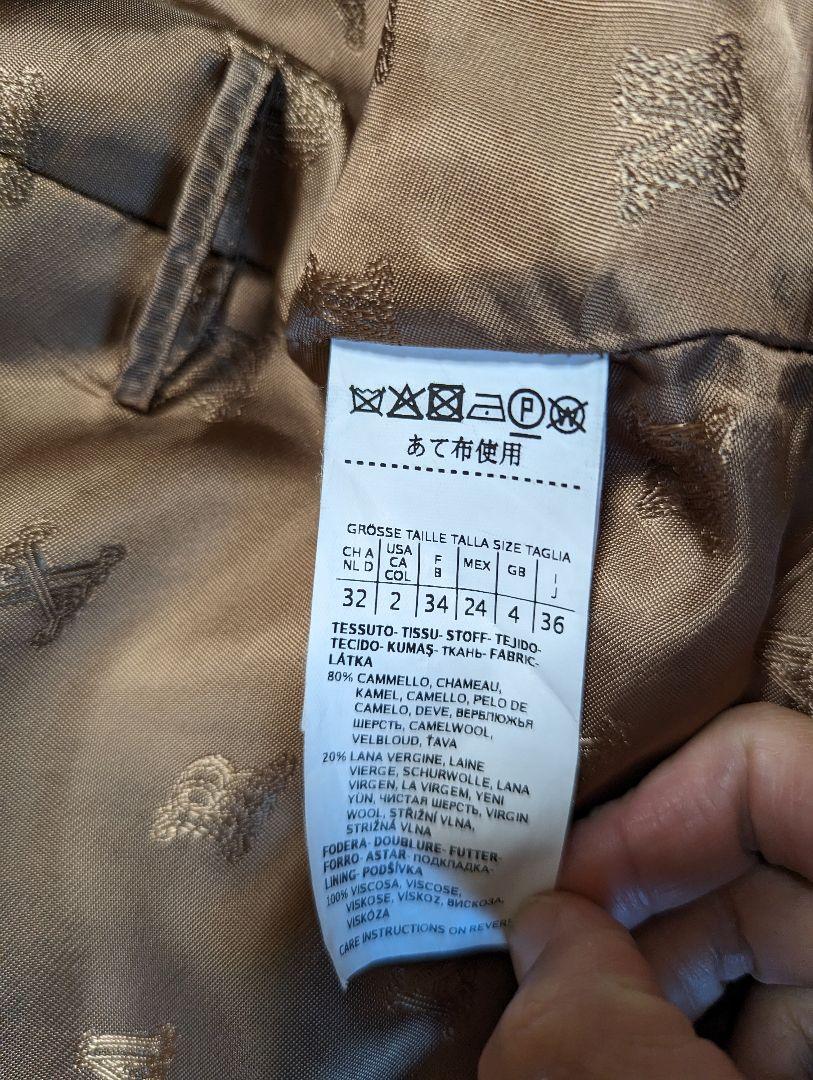 P W
あて布使用
GRÖSSE TAILLE TALLA SIZE TAGLIA
CH A NL D USA CA COL F B MEX GB I J
32 2 34 24 4 36
TESSUTO- TISSU- STOFF- TEJIDO-
TECIDO- KUMAŞ- ТКАНЬ- FABRIC-
LÁTKA
80% CAMMELLO, CHAMEAU,
KAMEL, CAMELLO, PELO DE
CAMELO, DEVE, ВЕРБЛЮЖЬЯ
ШЕРСТЬ, CAMELWOOL,
VELBLOUD, ŤAVA
20% LANA VERGINE, LAINE
VIERGE, SCHURWOLLE, LANA
VIRGEN, LA VIRGEM, YENI
YÜN, ЧИСТАЯ ШЕРСТЬ, VIRGIN
WOOL, STŘIŽNÍ VLNA,
STRIŽNÁ VLNA
FODERA- DOUBLURE- FUTTER-
FORRO- ASTAR- ПОДКЛАДКА-
LINING- PODŠÍVKA
100% VISCOSA, VISCOSE,
VISKOSE, VİSKOZ, ВИСКОЗА,
VISKÓZA
CARE INSTRUCTIONS ON REVERS